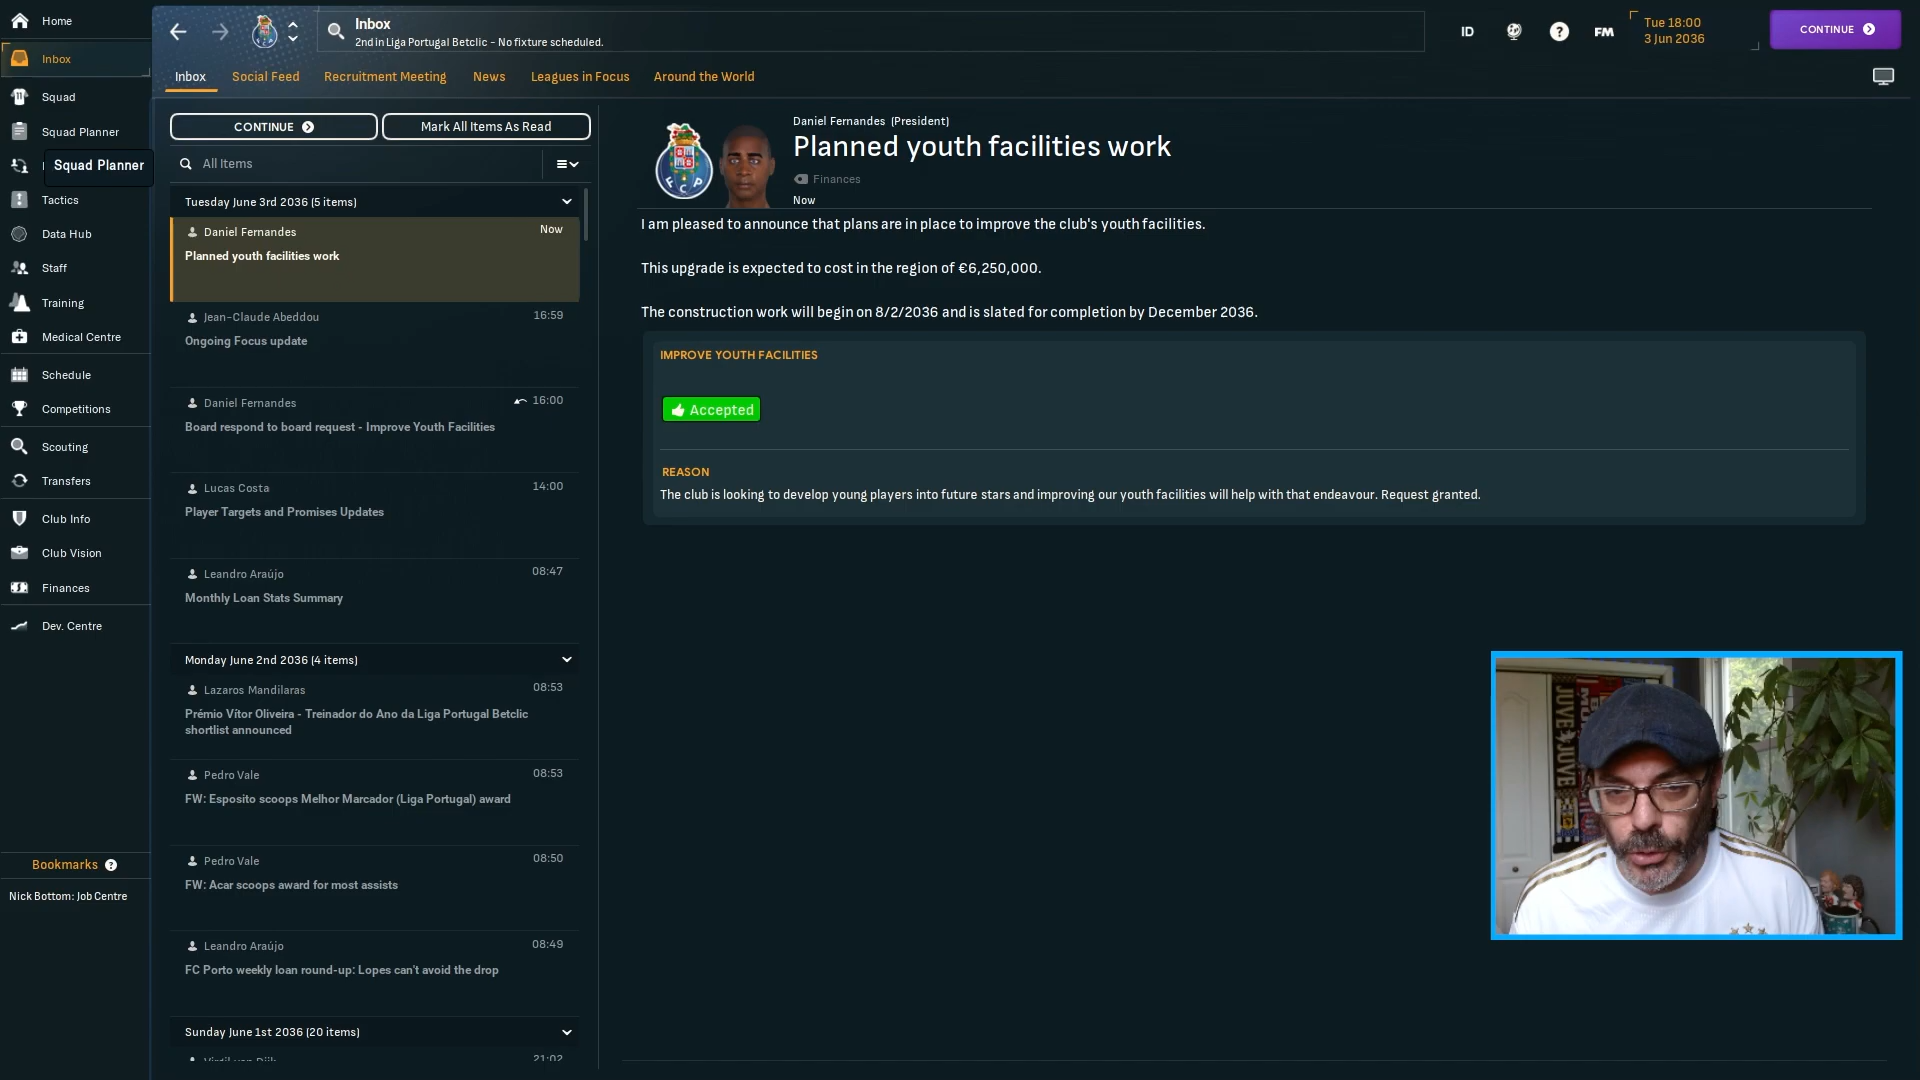 Home
Inbox
Squad
Squad Planner
Squad Planner
Tactics
Data Hub
Staff
Training
Medical Centre
Schedule
Competitions
Scouting
Transfers
Club Info
Club Vision
Finances
Dev. Centre
Bookmarks
Nick Bottom: Job Centre
Inbox
2nd in Liga Portugal Betclic - No fixture scheduled.
ID
FM
Tue 18:00
3 Jun 2036
CONTINUE
Inbox
Social Feed
Recruitment Meeting
News
Leagues in Focus
Around the World
CONTINUE
Mark All Items As Read
All Items
Tuesday June 3rd 2036 (5 items)
Daniel Fernandes Now
Planned youth facilities work
Jean-Claude Abeddou 16:59
Ongoing Focus update
Daniel Fernandes 16:00
Board respond to board request - Improve Youth Facilities
Lucas Costa 14:00
Player Targets and Promises Updates
Leandro Araújo 08:47
Monthly Loan Stats Summary
Monday June 2nd 2036 (4 items)
Lazaros Mandilaras 08:53
Prémio Vítor Oliveira - Treinador do Ano da Liga Portugal Betclic
shortlist announced
Pedro Vale 08:53
FW: Esposito scoops Melhor Marcador (Liga Portugal) award
Pedro Vale 08:50
FW: Acar scoops award for most assists
Leandro Araújo 08:49
FC Porto weekly loan round-up: Lopes can't avoid the drop
Sunday June 1st 2036 (20 items)
Virgil van Dijk 21:02
FCP
Daniel Fernandes (President)
Planned youth facilities work
Finances
Now
I am pleased to announce that plans are in place to improve the club's youth facilities.
This upgrade is expected to cost in the region of €6,250,000.
The construction work will begin on 8/2/2036 and is slated for completion by December 2036.
IMPROVE YOUTH FACILITIES
Accepted
REASON
The club is looking to develop young players into future stars and improving our youth facilities will help with that endeavour. Request granted.
JUVE JUVE